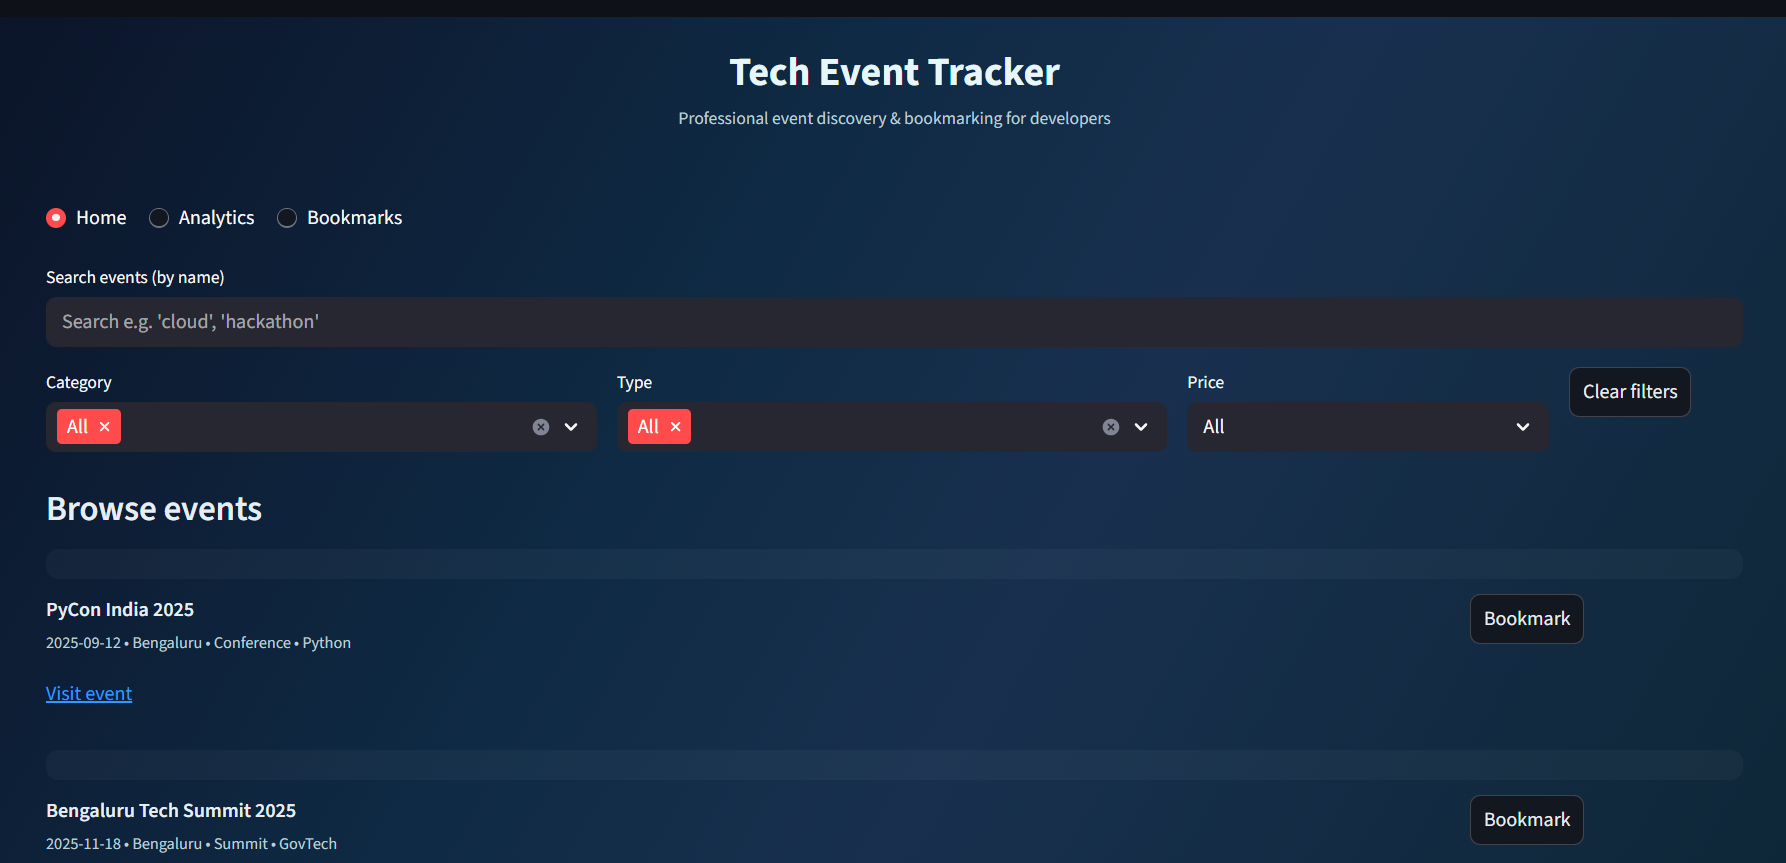 Tech Event Tracker
Professional event discovery & bookmarking for developers
Home Analytics Bookmarks
Search events (by name)
Search e.g. 'cloud', 'hackathon'
Category Type Price
Clear filters
All All All
Browse events
PyCon India 2025
Bookmark
2025-09-12 • Bengaluru • Conference • Python
Visit event
Bengaluru Tech Summit 2025
Bookmark
2025-11-18 • Bengaluru • Summit • GovTech